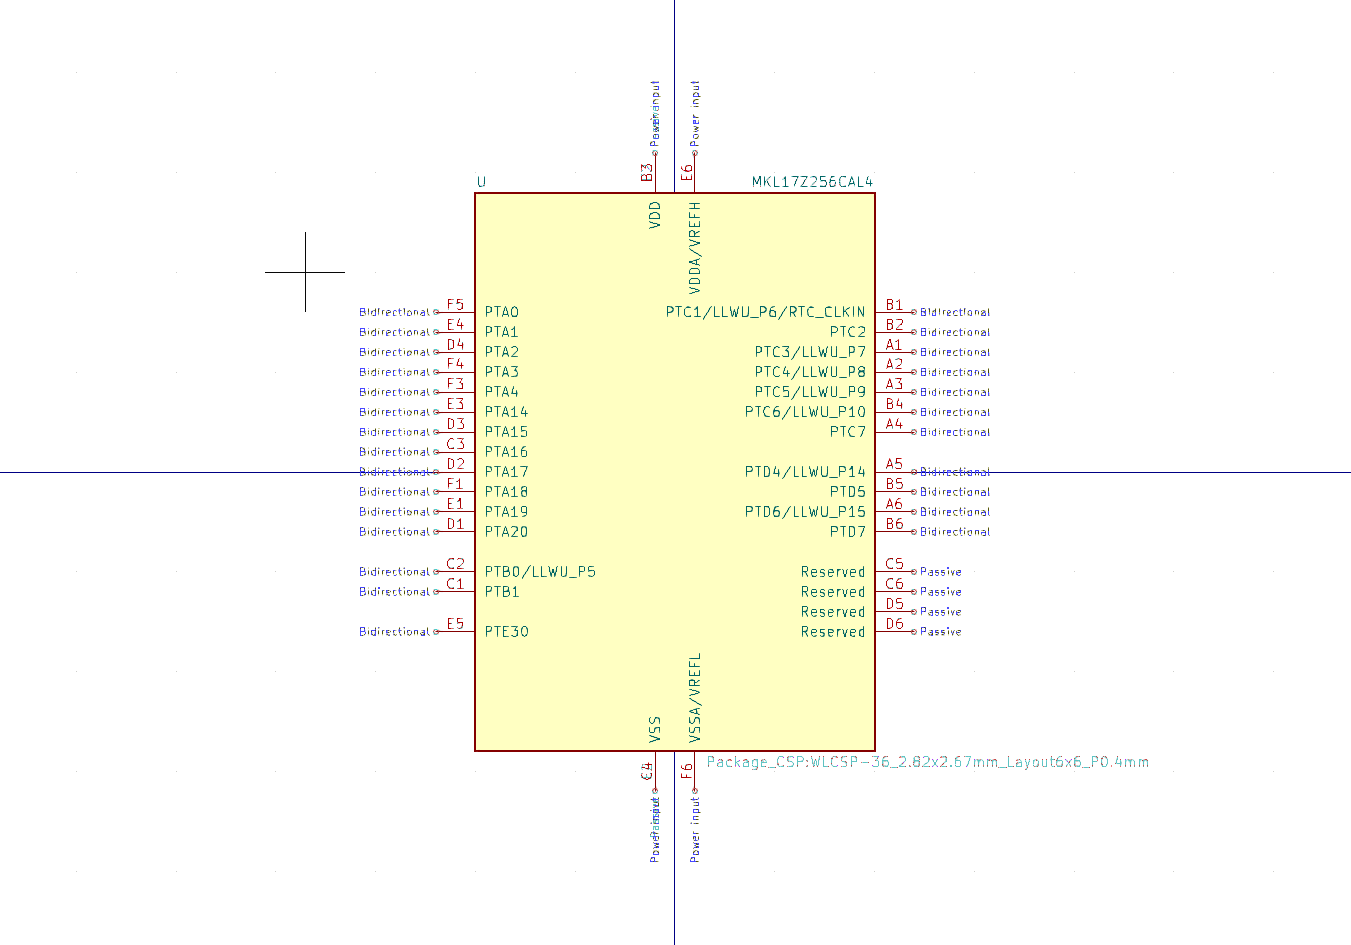 Power input
E6
U
MKL17Z256CAL4
VDD
VDDA/VREFH
Bidirectional F5 PTA0 PTC1/LLWU_P6/RTC_CLKIN B1 Bidirectional
Bidirectional E4 PTA1 PTC2 B2 Bidirectional
Bidirectional D4 PTA2 PTC3/LLWU_P7 A1 Bidirectional
Bidirectional F4 PTA3 PTC4/LLWU_P8 A2 Bidirectional
Bidirectional F3 PTA4 PTC5/LLWU_P9 A3 Bidirectional
Bidirectional E3 PTA14 PTC6/LLWU_P10 B4 Bidirectional
Bidirectional D3 PTA15 PTC7 A4 Bidirectional
Bidirectional C3 PTA16
Bidirectional D2 PTA17 PTD4/LLWU_P14 A5 Bidirectional
Bidirectional F1 PTA18 PTD5 B5 Bidirectional
Bidirectional E1 PTA19 PTD6/LLWU_P15 A6 Bidirectional
Bidirectional D1 PTA20 PTD7 B6 Bidirectional
Bidirectional C2 PTB0/LLWU_P5 Reserved C5 Passive
Bidirectional C1 PTB1 Reserved C6 Passive
Reserved D5 Passive
Bidirectional E5 PTE30 Reserved D6 Passive
VSS
VSSA/VREFL
F6
Package_CSP:WLCSP-36_2.82x2.67mm_Layout6x6_P0.4mm
Power input